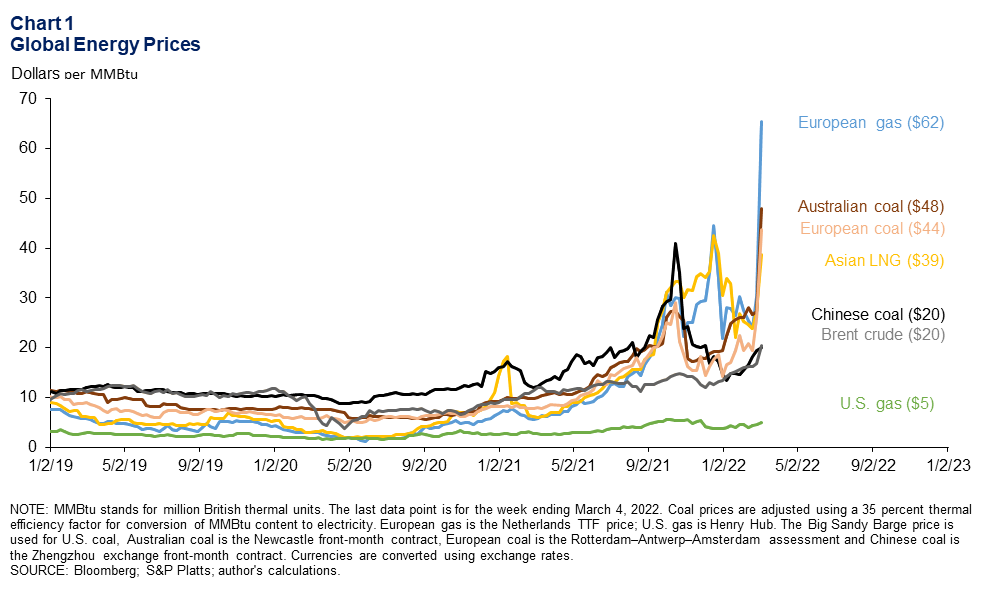 Chart 1
Global Energy Prices
Dollars per MMBtu
70
60
50
40
30
20
10
0
European gas ($62)
Australian coal ($48)
European coal ($44)
Asian LNG ($39)
Chinese coal ($20)
Brent crude ($20)
U.S. gas ($5)
1/2/19 5/2/19 9/2/19 1/2/20 5/2/20 9/2/20 1/2/21 5/2/21 9/2/21 1/2/22 5/2/22 9/2/22 1/2/23
NOTE: MMBtu stands for million British thermal units. The last data point is for the week ending March 4, 2022. Coal prices are adjusted using a 35 percent thermal
efficiency factor for conversion of MMBtu content to electricity. European gas is the Netherlands TTF price; U.S. gas is Henry Hub. The Big Sandy Barge price is
used for U.S. coal, Australian coal is the Newcastle front-month contract, European coal is the Rotterdam–Antwerp–Amsterdam assessment and Chinese coal is
the Zhengzhou exchange front-month contract. Currencies are converted using exchange rates.
SOURCE: Bloomberg; S&P Platts; author's calculations.